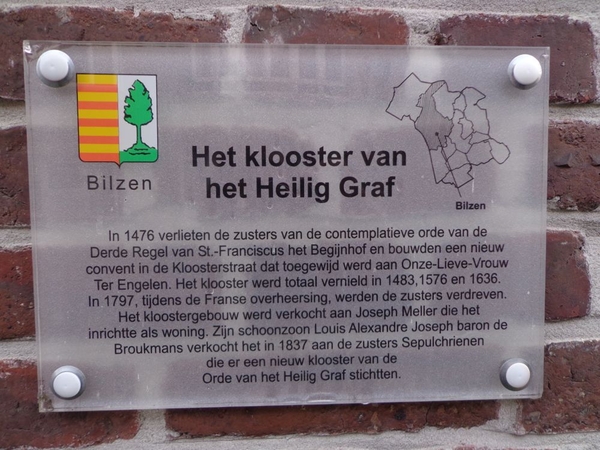 Bilzen
Het klooster van
het Heilig Graf
Bilzen
In 1476 verlieten de zusters van de contemplatieve orde van de
Derde Regel van St.-Franciscus het Begijnhof en bouwden een nieuw
convent in de Kloosterstraat dat toegewijd werd aan Onze-Lieve-Vrouw
Ter Engelen. Het klooster werd totaal vernield in 1483,1576 en 1636.
In 1797, tijdens de Franse overheersing, werden de zusters verdreven.
Het kloostergebouw werd verkocht aan Joseph Meller die het
inrichtte als woning. Zijn schoonzoon Louis Alexandre Joseph baron de
Broukmans verkocht het in 1837 aan de zusters Sepulchrienen
die er een nieuw klooster van de
Orde van het Heilig Graf stichtten.